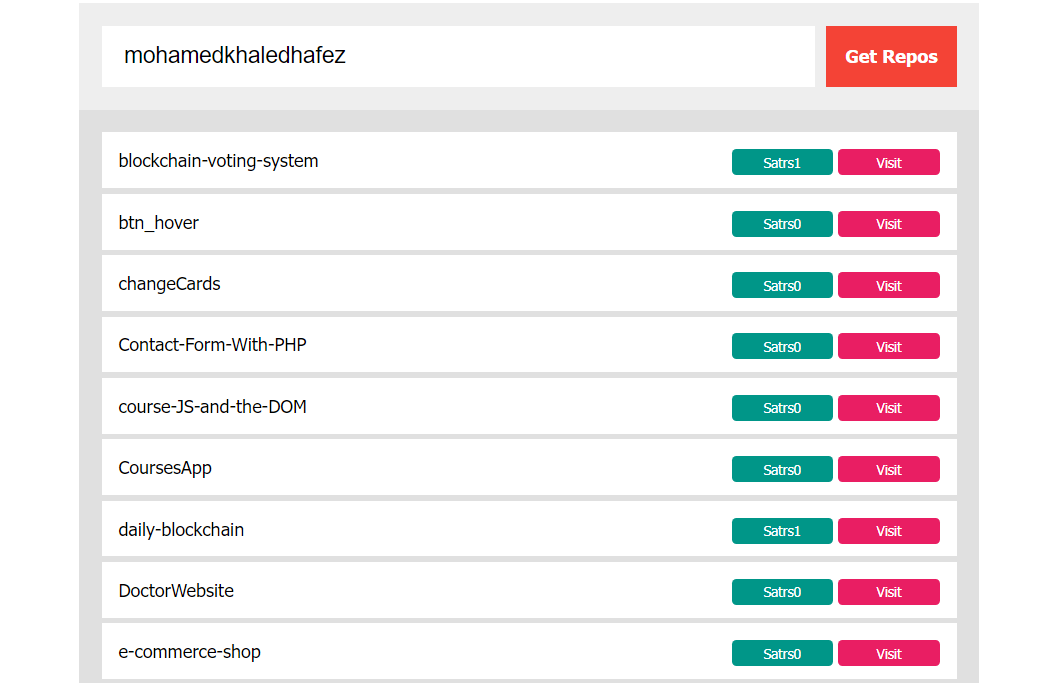 mohamedkhaledhafez Get Repos
blockchain-voting-system Satrs1 Visit
btn_hover Satrs0 Visit
changeCards Satrs0 Visit
Contact-Form-With-PHP Satrs0 Visit
course-JS-and-the-DOM Satrs0 Visit
CoursesApp Satrs0 Visit
daily-blockchain Satrs1 Visit
DoctorWebsite Satrs0 Visit
e-commerce-shop Satrs0 Visit